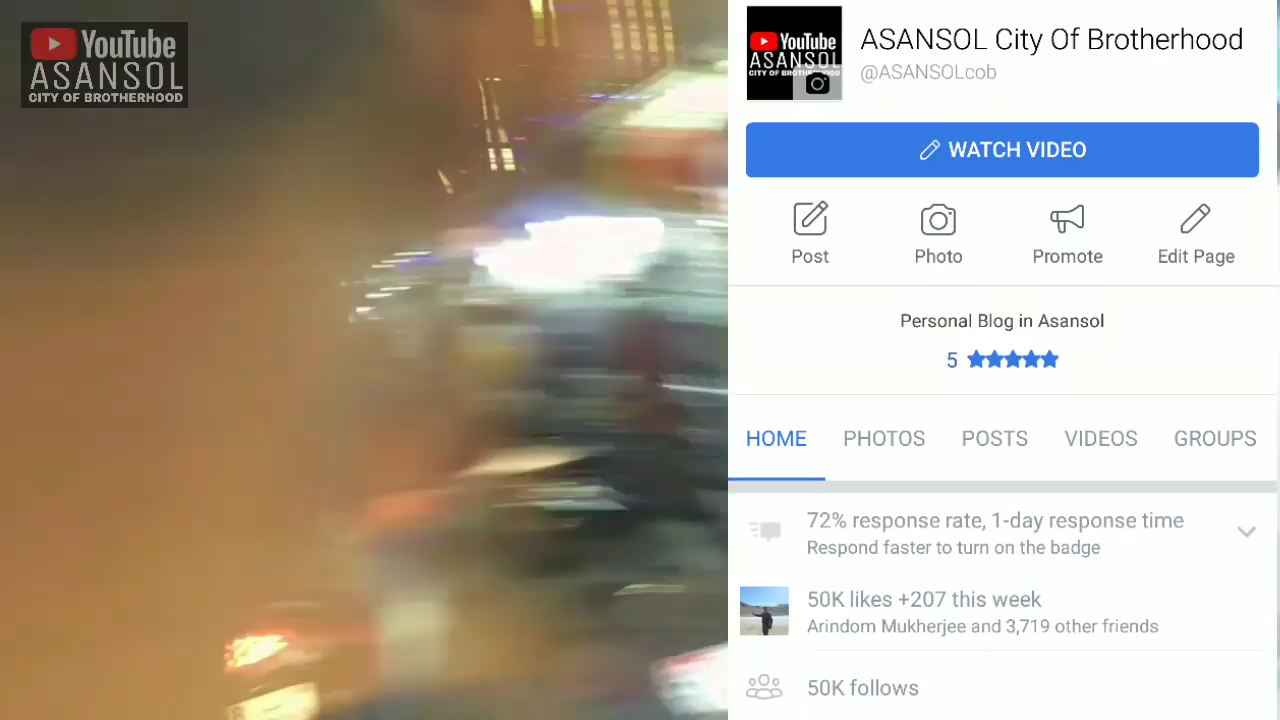 YouTube
ASANSOL
CITY OF BROTHERHOOD
YouTube
ASANSOL
CITY OF BROTHERHOOD
ASANSOL City Of Brotherhood
@ASANSOLcob
WATCH VIDEO
Post Photo Promote Edit Page
Personal Blog in Asansol
5
HOME PHOTOS POSTS VIDEOS GROUPS
72% response rate, 1-day response time
Respond faster to turn on the badge
50K likes +207 this week
Arindom Mukherjee and 3,719 other friends
50K follows